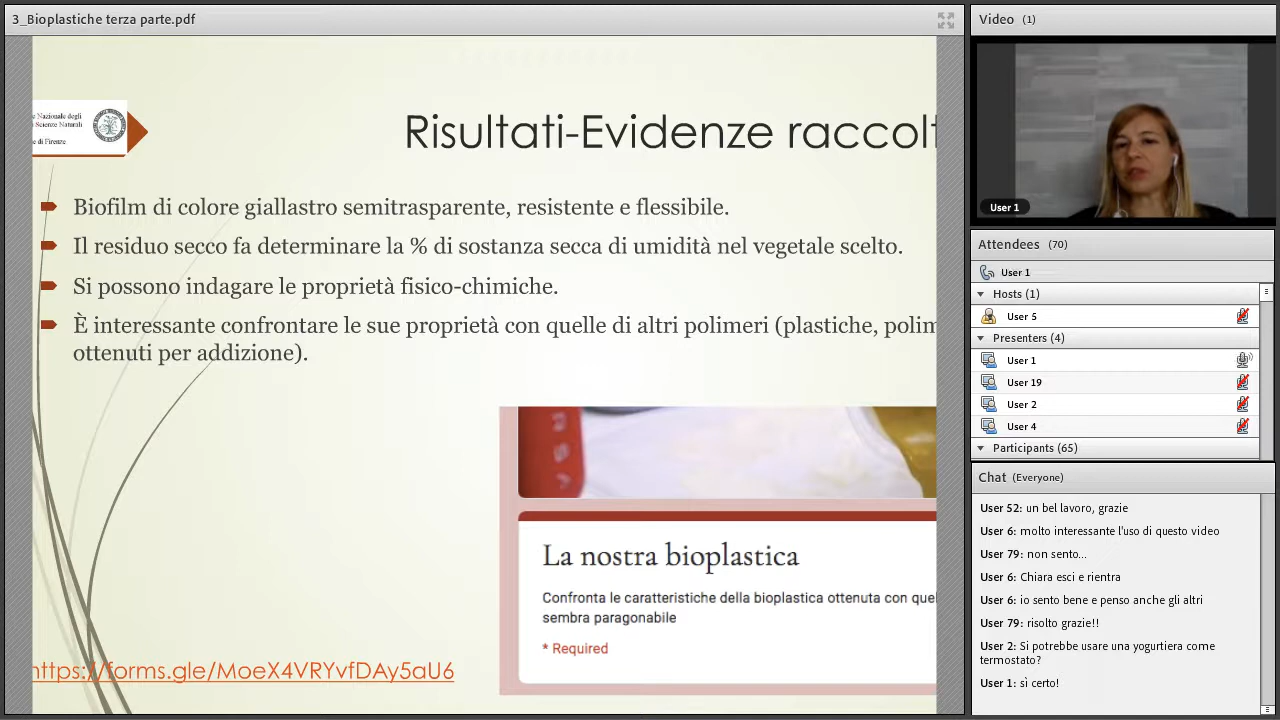 3_Bioplastiche terza parte.pdf
Nazionale degli
Scienze Naturali
di Firenze
Risultati-Evidenze raccolt
Biofilm di colore giallastro semitrasparente, resistente e flessibile.
Il residuo secco fa determinare la % di sostanza secca di umidità nel vegetale scelto.
Si possono indagare le proprietà fisico-chimiche.
È interessante confrontare le sue proprietà con quelle di altri polimeri (plastiche, polim
ottenuti per addizione).
La nostra bioplastica
Confronta le caratteristiche della bioplastica ottenuta con quel
sembra paragonabile
* Required
https://forms.gle/MoeX4VRYvfDAy5aU6
Video (1)
User 1
Attendees (70)
User 1
Hosts (1)
User 5
Presenters (4)
User 1
User 19
User 2
User 4
Participants (65)
Chat (Everyone)
User 52: un bel lavoro, grazie
User 6: molto interessante l'uso di questo video
User 79: non sento...
User 6: Chiara esci e rientra
User 6: io sento bene e penso anche gli altri
User 79: risolto grazie!!
User 2: Si potrebbe usare una yogurtiera come
termostato?
User 1: sì certo!